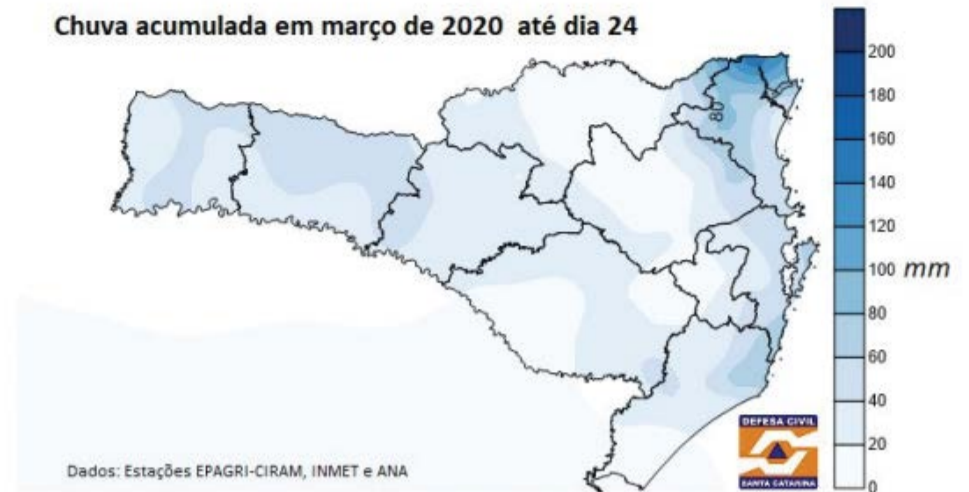 Chuva acumulada em março de 2020 até dia 24
200
180
160
140
120
100 mm
80
60
40
20
0
80
DEFESA CIVIL
SANTA CATARINA
Dados: Estações EPAGRI-CIRAM, INMET e ANA